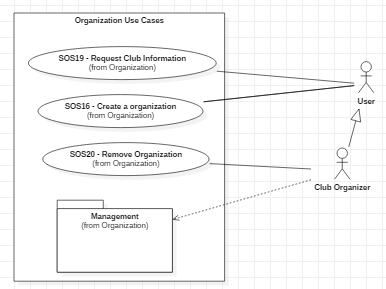 Organization Use Cases
SOS19 - Request Club Information
(from Organization)
SOS16 - Create a organization
(from Organization)
User
SOS20 - Remove Organization
(from Organization)
Club Organizer
Management
(from Organization)